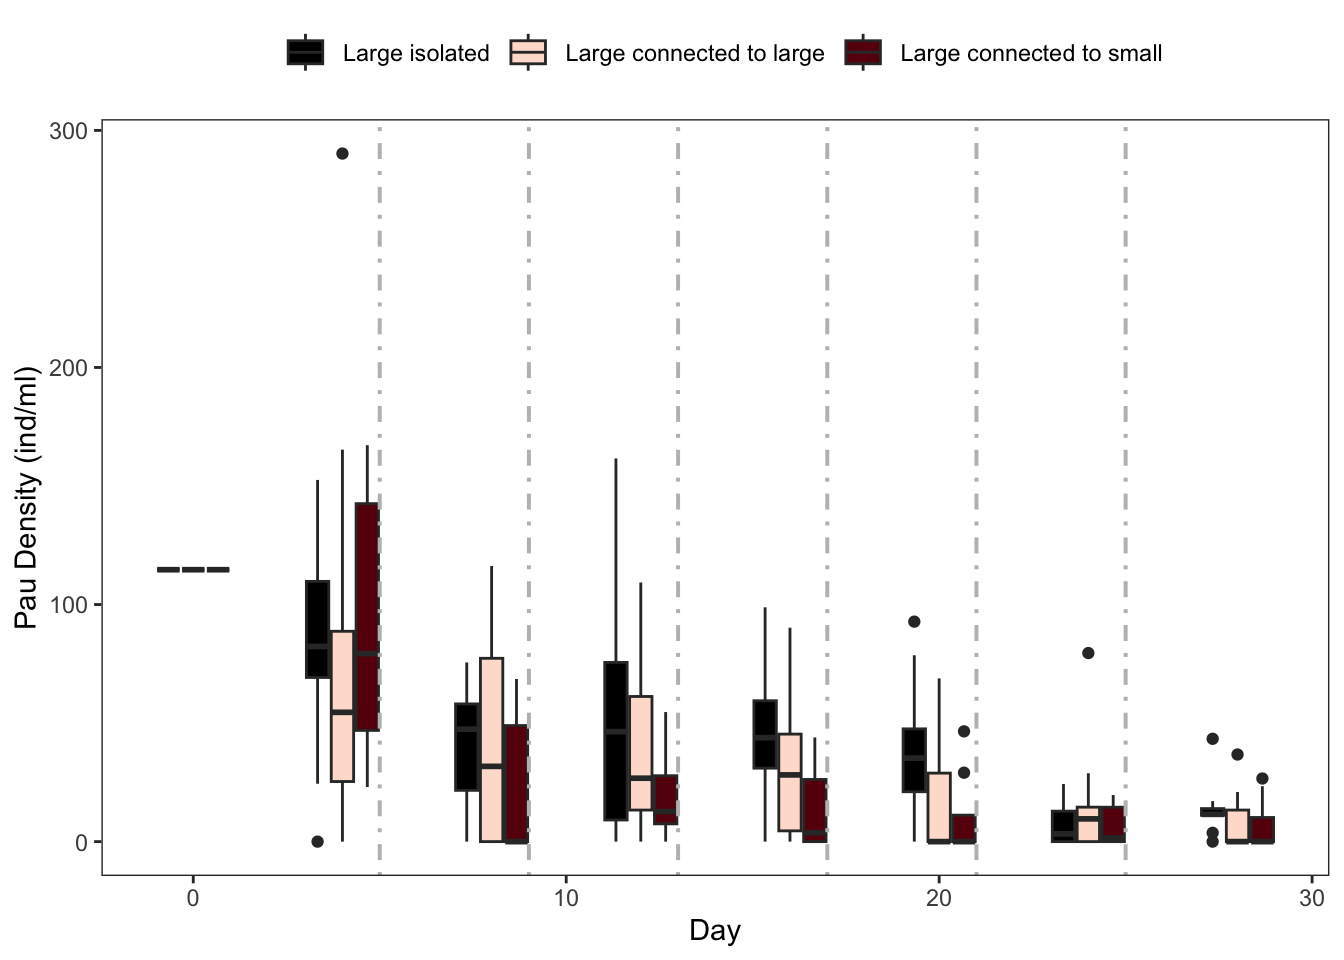 Large isolated Large connected to large Large connected to small
300
200
100
0
Pau Density (ind/ml)
0 10 20 30
Day